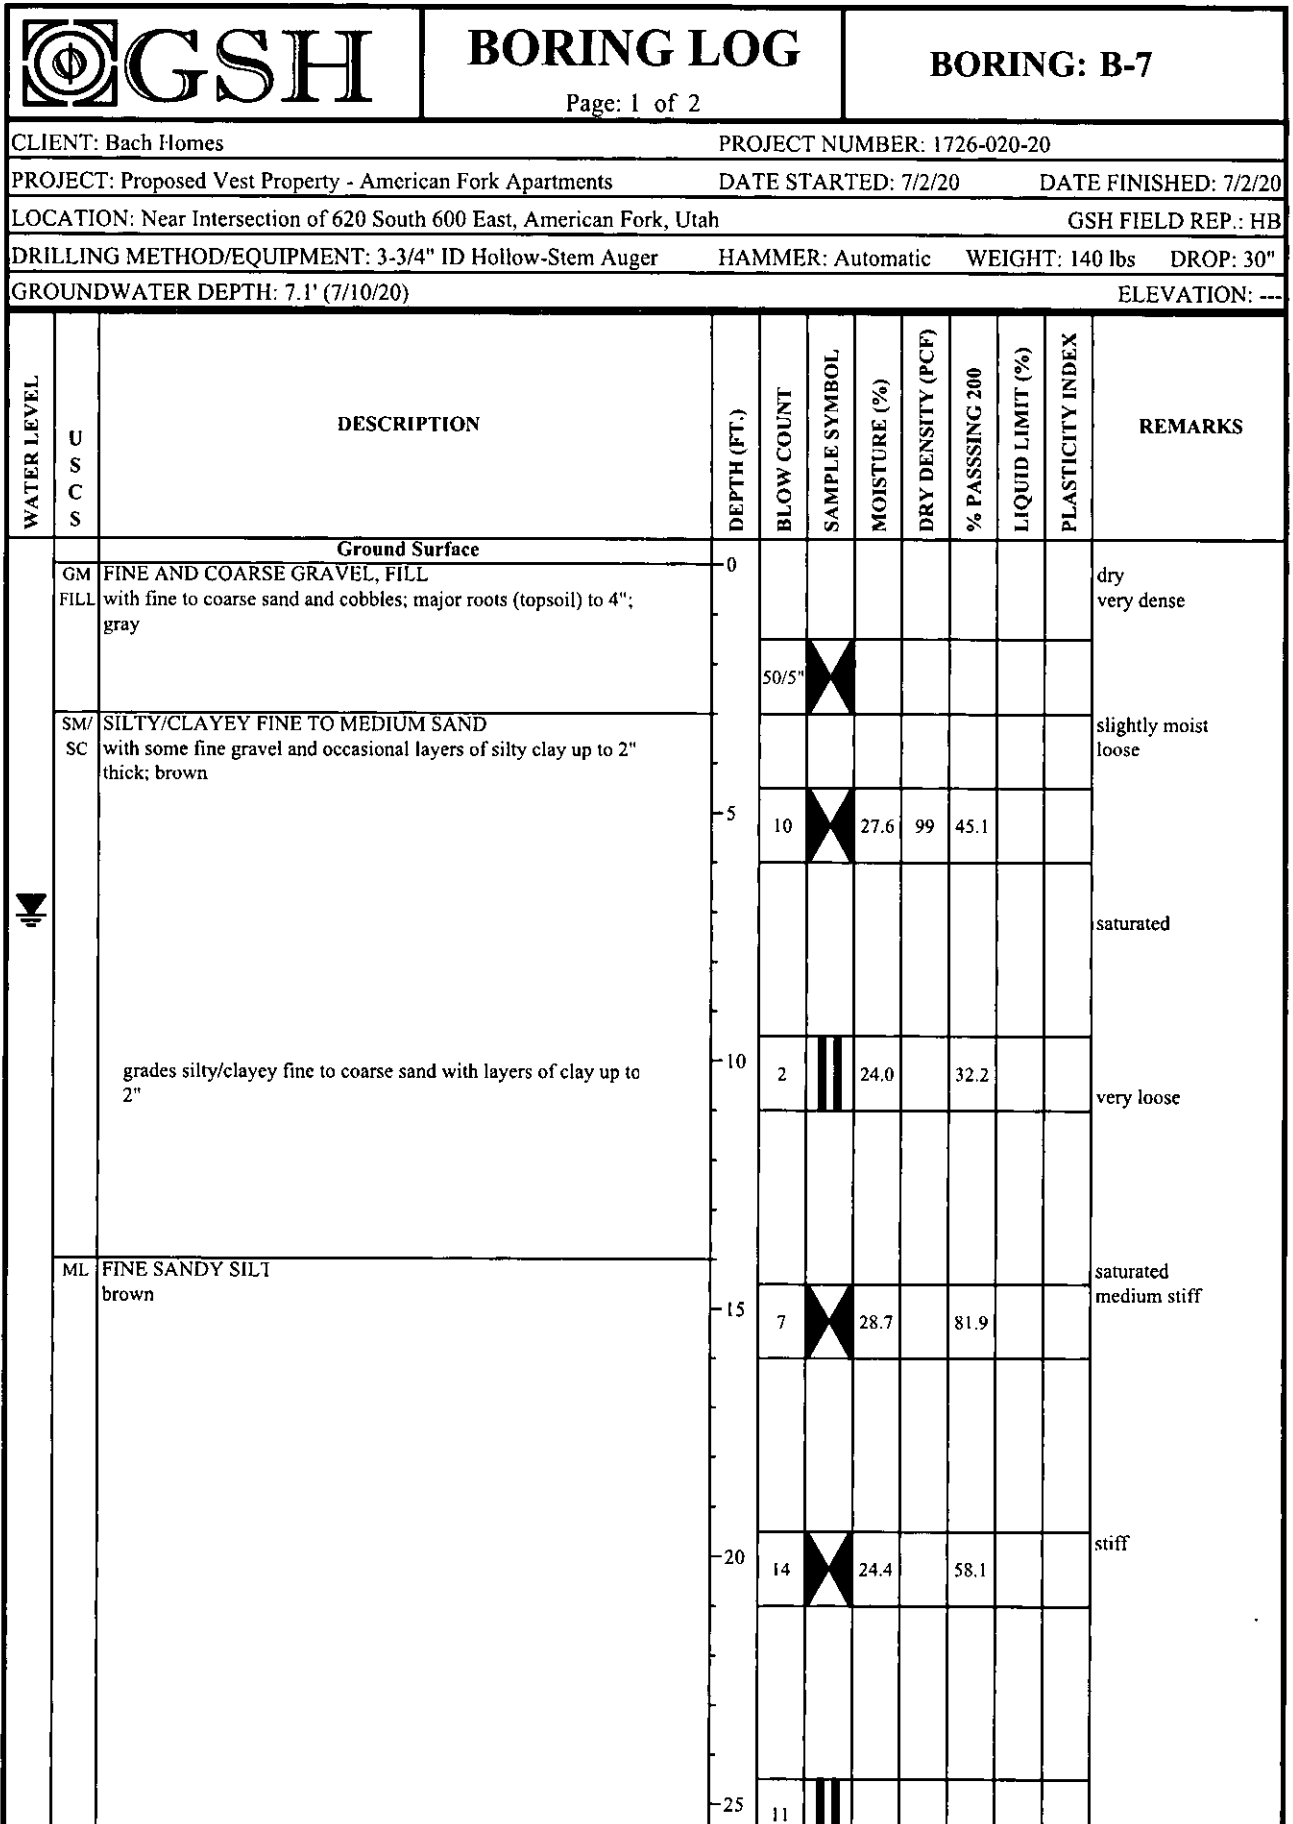 GSH
BORING LOG
Page: 1 of 2
BORING: B-7
CLIENT: Bach Homes
PROJECT NUMBER: 1726-020-20
PROJECT: Proposed Vest Property - American Fork Apartments
DATE STARTED: 7/2/20
DATE FINISHED: 7/2/20
LOCATION: Near Intersection of 620 South 600 East, American Fork, Utah
GSH FIELD REP.: HB
DRILLING METHOD/EQUIPMENT: 3-3/4" ID Hollow-Stem Auger
HAMMER: Automatic
WEIGHT: 140 lbs
DROP: 30"
GROUNDWATER DEPTH: 7.1' (7/10/20)
ELEVATION: ---
WATER LEVEL
U
S
C
S
DESCRIPTION
DEPTH (FT.)
BLOW COUNT
SAMPLE SYMBOL
MOISTURE (%)
DRY DENSITY (PCF)
% PASSSING 200
LIQUID LIMIT (%)
PLASTICITY INDEX
REMARKS
Ground Surface
0
GM FINE AND COARSE GRAVEL, FILL
dry
FILL with fine to coarse sand and cobbles; major roots (topsoil) to 4";
very dense
gray
50/5"
SM/ SILTY/CLAYEY FINE TO MEDIUM SAND
slightly moist
SC with some fine gravel and occasional layers of silty clay up to 2"
loose
thick; brown
5
10 27.6 99 45.1
saturated
10
grades silty/clayey fine to coarse sand with layers of clay up to
2 24.0 32.2
2"
very loose
ML FINE SANDY SILT
saturated
brown
medium stiff
15
7 28.7 81.9
stiff
20
14 24.4 58.1
25
11